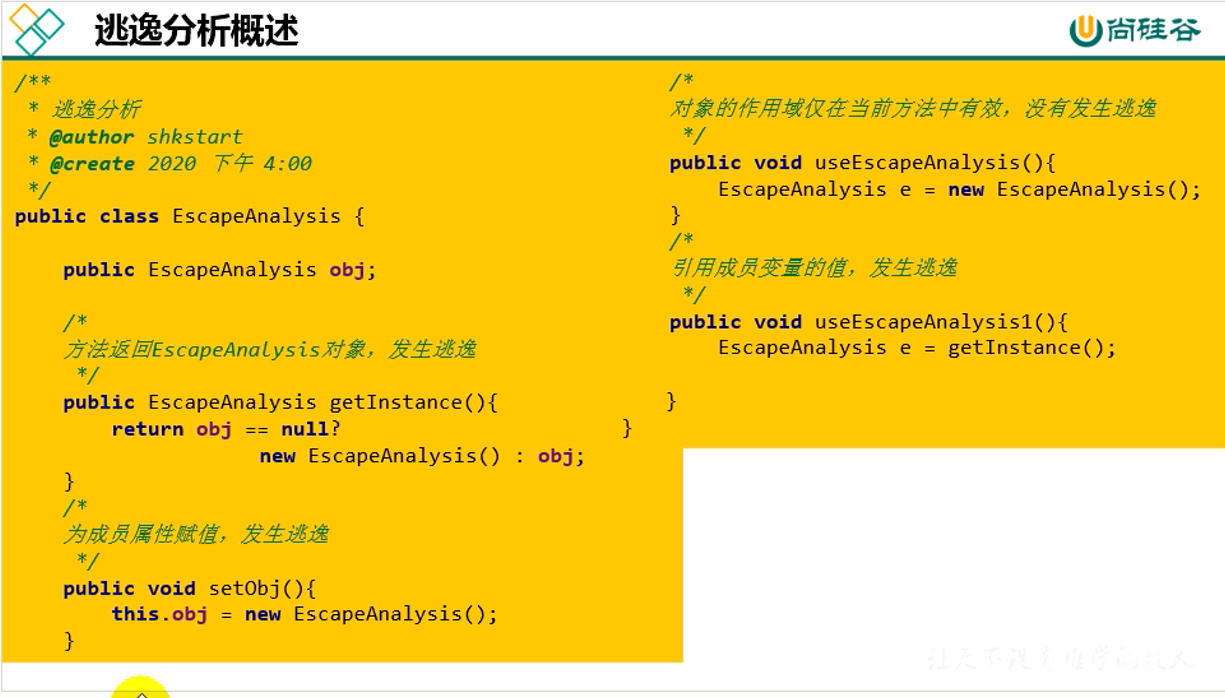 逃逸分析概述
尚硅谷
/**
 * 逃逸分析
 * @author shkstart
 * @create 2020 下午 4:00
 */
public class EscapeAnalysis {
    public EscapeAnalysis obj;
    /*
    方法返回EscapeAnalysis对象，发生逃逸
     */
    public EscapeAnalysis getInstance(){
        return obj == null?
                    new EscapeAnalysis() : obj;
    }
    /*
    为成员属性赋值，发生逃逸
     */
    public void setObj(){
        this.obj = new EscapeAnalysis();
    }
/*
对象的作用域仅在当前方法中有效，没有发生逃逸
 */
public void useEscapeAnalysis(){
    EscapeAnalysis e = new EscapeAnalysis();
}
/*
引用成员变量的值，发生逃逸
 */
public void useEscapeAnalysis1(){
    EscapeAnalysis e = getInstance();
}
}
让天下没有难学的技术